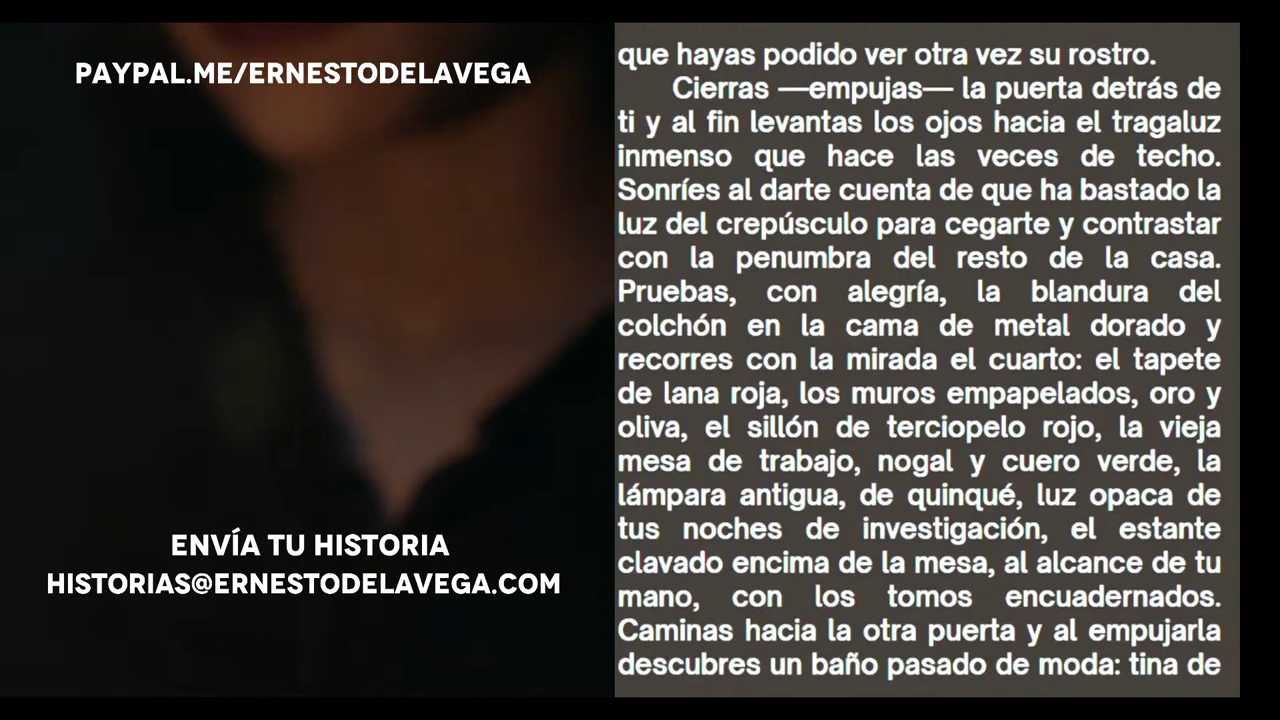 PAYPAL.ME/ERNESTODELAVEGA
ENVÍA TU HISTORIA
HISTORIAS@ERNESTODELAVEGA.COM
que hayas podido ver otra vez su rostro.
Cierras —empujas— la puerta detrás de
ti y al fin levantas los ojos hacia el tragaluz
inmenso que hace las veces de techo.
Sonríes al darte cuenta de que ha bastado la
luz del crepúsculo para cegarte y contrastar
con la penumbra del resto de la casa.
Pruebas, con alegría, la blandura del
colchón en la cama de metal dorado y
recorres con la mirada el cuarto: el tapete
de lana roja, los muros empapelados, oro y
oliva, el sillón de terciopelo rojo, la vieja
mesa de trabajo, nogal y cuero verde, la
lámpara antigua, de quinqué, luz opaca de
tus noches de investigación, el estante
clavado encima de la mesa, al alcance de tu
mano, con los tomos encuadernados.
Caminas hacia la otra puerta y al empujarla
descubres un baño pasado de moda: tina de